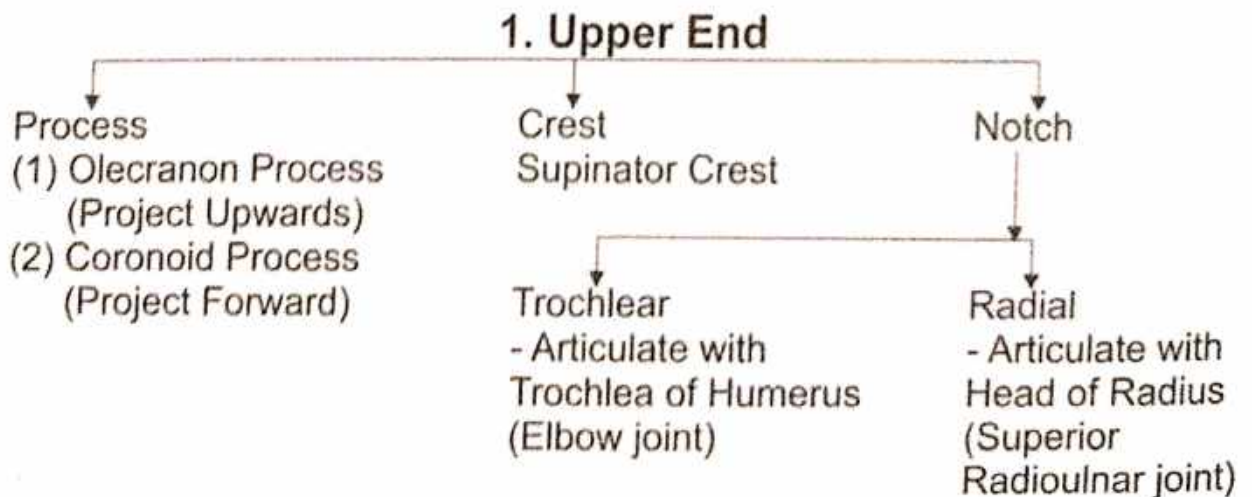 1. Upper End
Process
(1) Olecranon Process
(Project Upwards)
(2) Coronoid Process
(Project Forward)
Crest
Supinator Crest
Notch
Trochlear
- Articulate with
Trochlea of Humerus
(Elbow joint)
Radial
- Articulate with
Head of Radius
(Superior
Radioulnar joint)